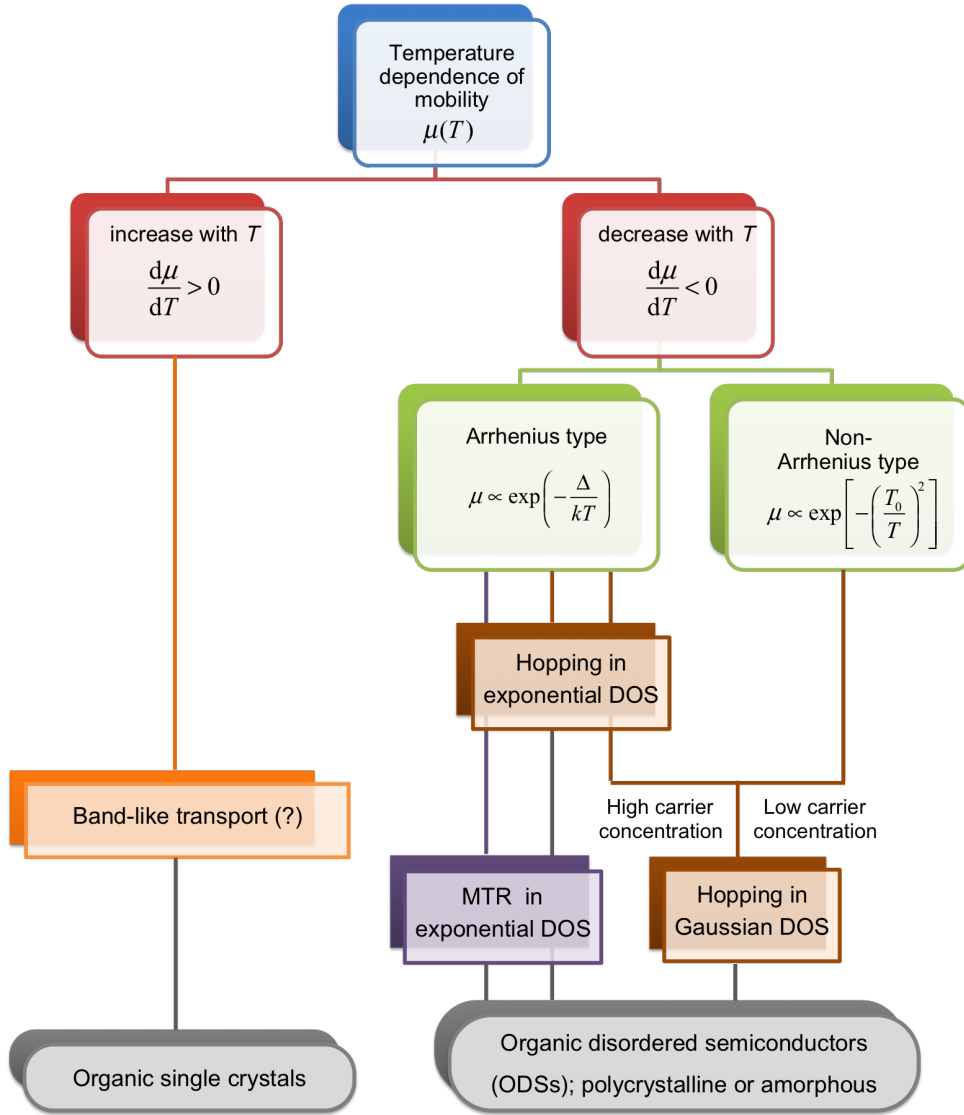 Temperature
dependence of
mobility
μ(T)
increase with T
dμ/dT > 0
decrease with T
dμ/dT < 0
Arrhenius type
μ ∝ exp(−Δ/kT)
Non-
Arrhenius type
μ ∝ exp[−(T₀/T)²]
Hopping in
exponential DOS
Band-like transport (?)
High carrier
concentration
Low carrier
concentration
MTR in
exponential DOS
Hopping in
Gaussian DOS
Organic single crystals
Organic disordered semiconductors
(ODSs); polycrystalline or amorphous